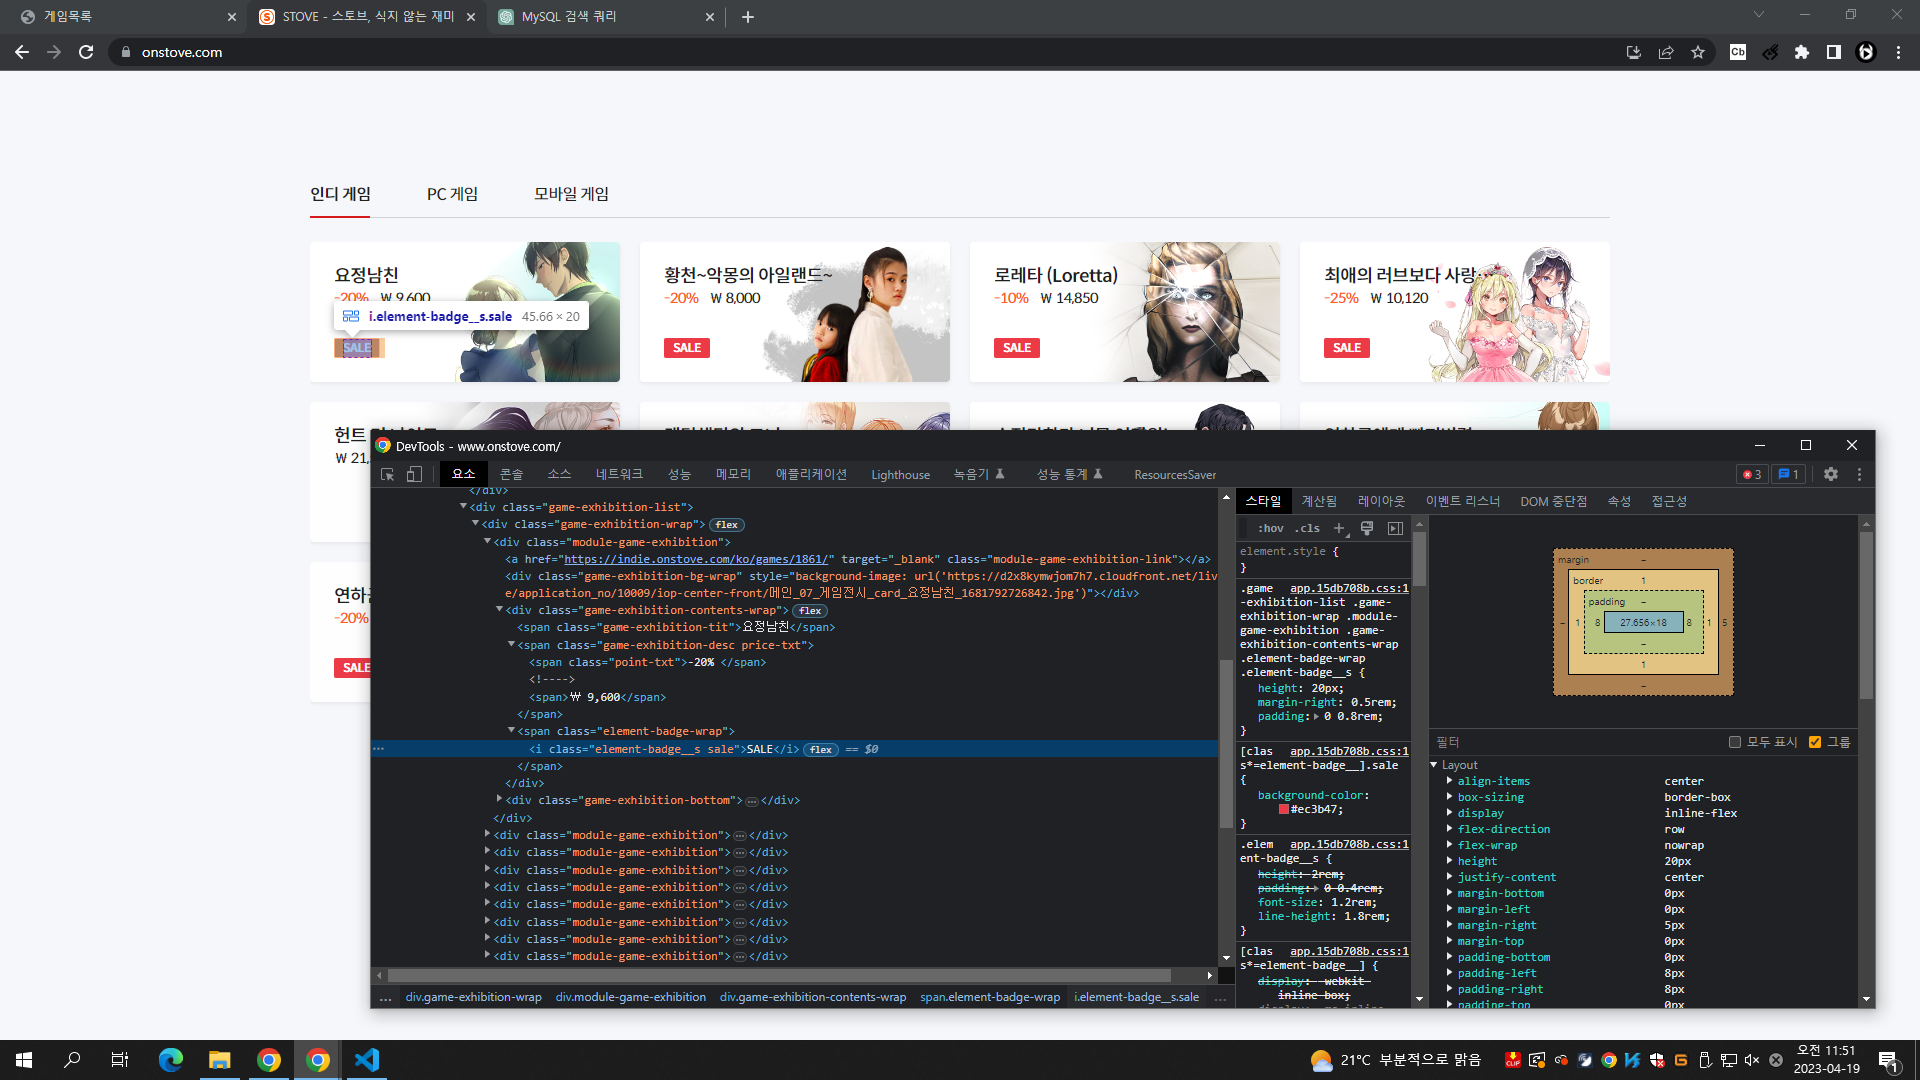 게임목록
STOVE - 스토브, 식지 않는 재미
MySQL 검색 쿼리
onstove.com
인디 게임
PC 게임
모바일 게임
요정남친
-20% ₩ 9,600
i.element-badge__s.sale 45.66 × 20
SALE
황천~악몽의 아일랜드~
-20% ₩ 8,000
SALE
로레타 (Loretta)
-10% ₩ 14,850
SALE
최애의 러브보다 사랑
-25% ₩ 10,120
SALE
헌트
₩ 21,
연하
-20%
SALE
DevTools - www.onstove.com/
요소 콘솔 소스 네트워크 성능 메모리 애플리케이션 Lighthouse 녹음기 성능 통계 ResourcesSaver
3 1
</div>
<div class="game-exhibition-list">
<div class="game-exhibition-wrap"> flex
<div class="module-game-exhibition">
<a href="https://indie.onstove.com/ko/games/1861/" target="_blank" class="module-game-exhibition-link"></a>
<div class="game-exhibition-bg-wrap" style="background-image: url('https://d2x8kymwjom7h7.cloudfront.net/liv
e/application_no/10009/iop-center-front/메인_07_게임전시_card_요정남친_1681792726842.jpg')"></div>
<div class="game-exhibition-contents-wrap"> flex
<span class="game-exhibition-tit">요정남친</span>
<span class="game-exhibition-desc price-txt">
<span class="point-txt">-20% </span>
<!---->
<span>₩ 9,600</span>
</span>
<span class="element-badge-wrap">
<i class="element-badge__s sale">SALE</i> flex == $0
</span>
</div>
<div class="game-exhibition-bottom"> … </div>
</div>
<div class="module-game-exhibition"> … </div>
<div class="module-game-exhibition"> … </div>
<div class="module-game-exhibition"> … </div>
<div class="module-game-exhibition"> … </div>
<div class="module-game-exhibition"> … </div>
<div class="module-game-exhibition"> … </div>
<div class="module-game-exhibition"> … </div>
<div class="module-game-exhibition"> … </div>
… div.game-exhibition-wrap div.module-game-exhibition div.game-exhibition-contents-wrap span.element-badge-wrap i.element-badge__s.sale …
스타일 계산됨 레이아웃 이벤트 리스너 DOM 중단점 속성 접근성
:hov .cls +
element.style {
}
.game app.15db708b.css:1
-exhibition-list .game-
exhibition-wrap .module-
game-exhibition .game-
exhibition-contents-wrap
.element-badge-wrap
.element-badge__s {
height: 20px;
margin-right: 0.5rem;
padding: 0 0.8rem;
}
[clas app.15db708b.css:1
s*=element-badge__].sale
{
background-color:
#ec3b47;
}
.elem app.15db708b.css:1
ent-badge__s {
height: 2rem;
padding: 0 0.4rem;
font-size: 1.2rem;
line-height: 1.8rem;
}
[clas app.15db708b.css:1
s*=element-badge__] {
display: -webkit-
inline-box;
margin –
border 1
padding –
– 1 8 27.656×18 8 1 5
–
1
–
필터 모두 표시 그룹
Layout
align-items center
box-sizing border-box
display inline-flex
flex-direction row
flex-wrap nowrap
height 20px
justify-content center
margin-bottom 0px
margin-left 0px
margin-right 5px
margin-top 0px
padding-bottom 0px
padding-left 8px
padding-right 8px
padding-top 0px
21°C 부분적으로 맑음
오전 11:51
2023-04-19
1